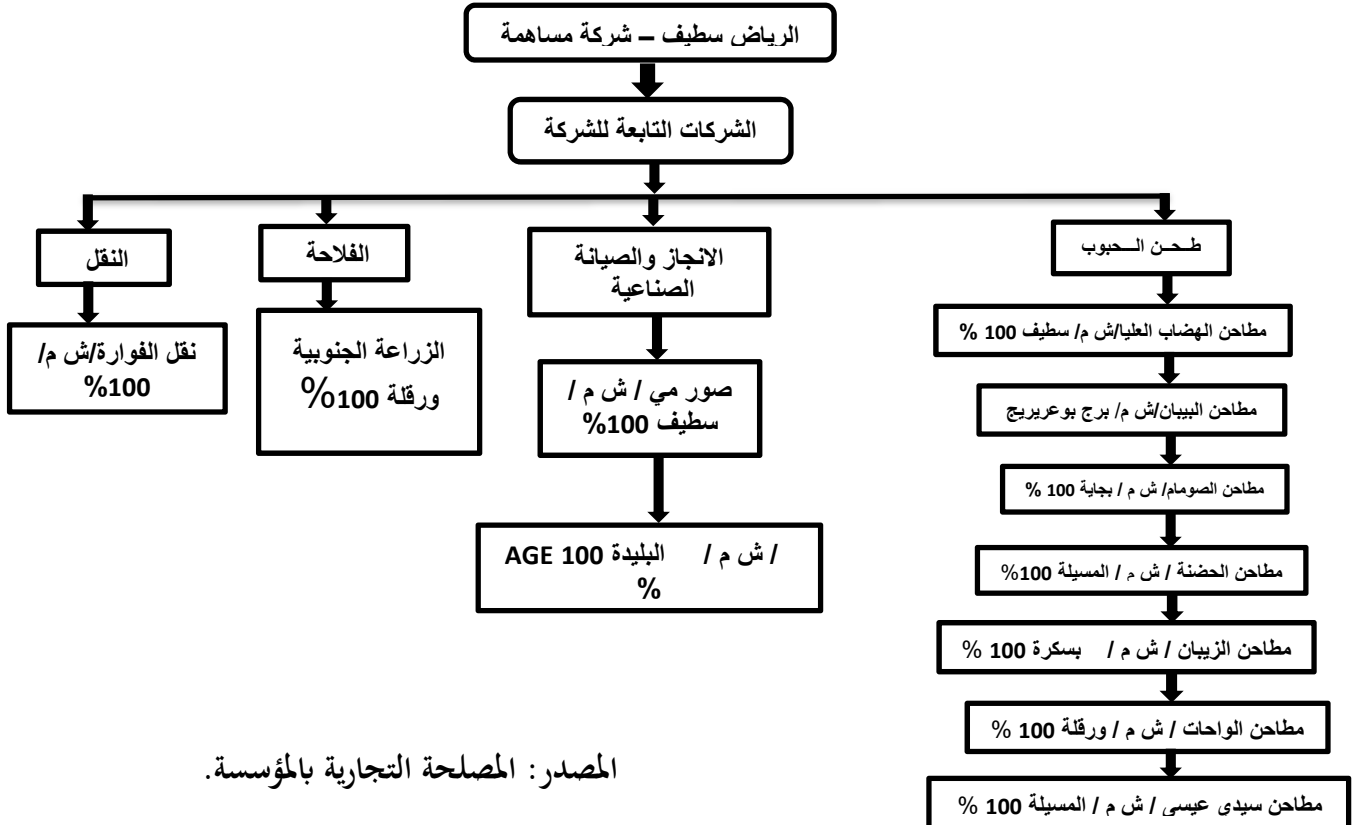 الرياض سطيف – شركة مساهمة
الشركات التابعة للشركة
طـحـن الـــحبوب
مطاحن الهضاب العليا/ش م/ سطيف 100 %
مطاحن البيبان/ش م/ برج بوعريريج
مطاحن الصومام/ ش م / بجاية 100 %
مطاحن الحضنة / ش م / المسيلة 100%
مطاحن الزيبان / ش م / بسكرة 100 %
مطاحن الواحات / ش م / ورقلة 100 %
مطاحن سيدي عيسى / ش م / المسيلة 100 %
الانجاز والصيانة
الصناعية
صور مي / ش م /
سطيف 100%
/ ش م / البليدة AGE 100
%
الفلاحة
الزراعة الجنوبية
ورقلة 100%
النقل
نقل الفوارة/ش م/
100%
المصدر: المصلحة التجارية بالمؤسسة.